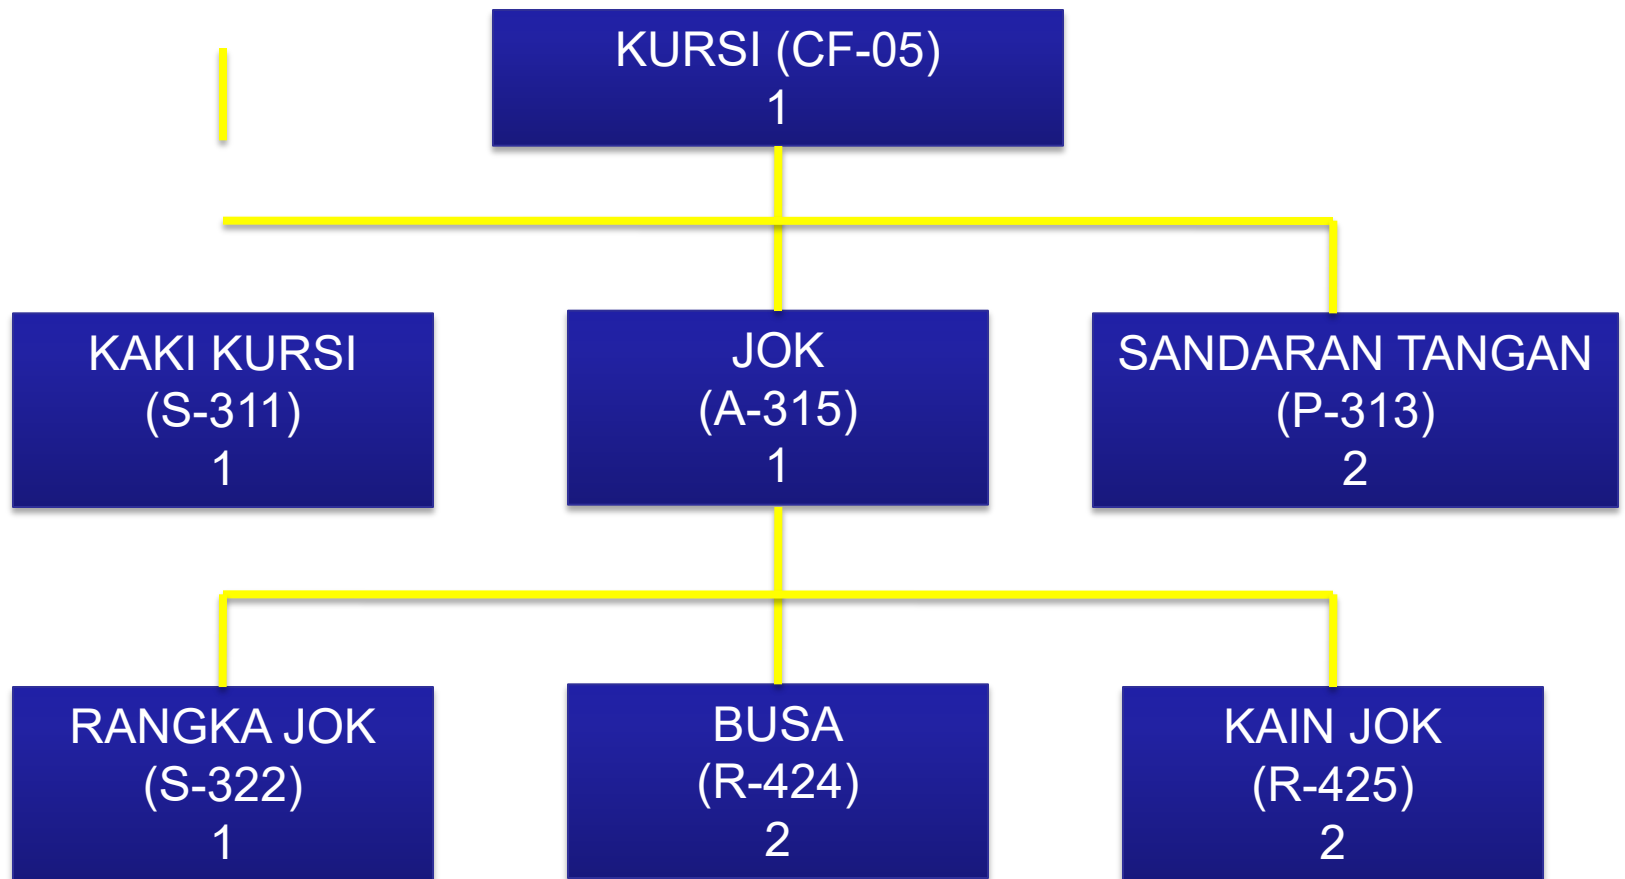 KURSI (CF-05)
1
KAKI KURSI
(S-311)
1
JOK
(A-315)
1
SANDARAN TANGAN
(P-313)
2
RANGKA JOK
(S-322)
1
BUSA
(R-424)
2
KAIN JOK
(R-425)
2